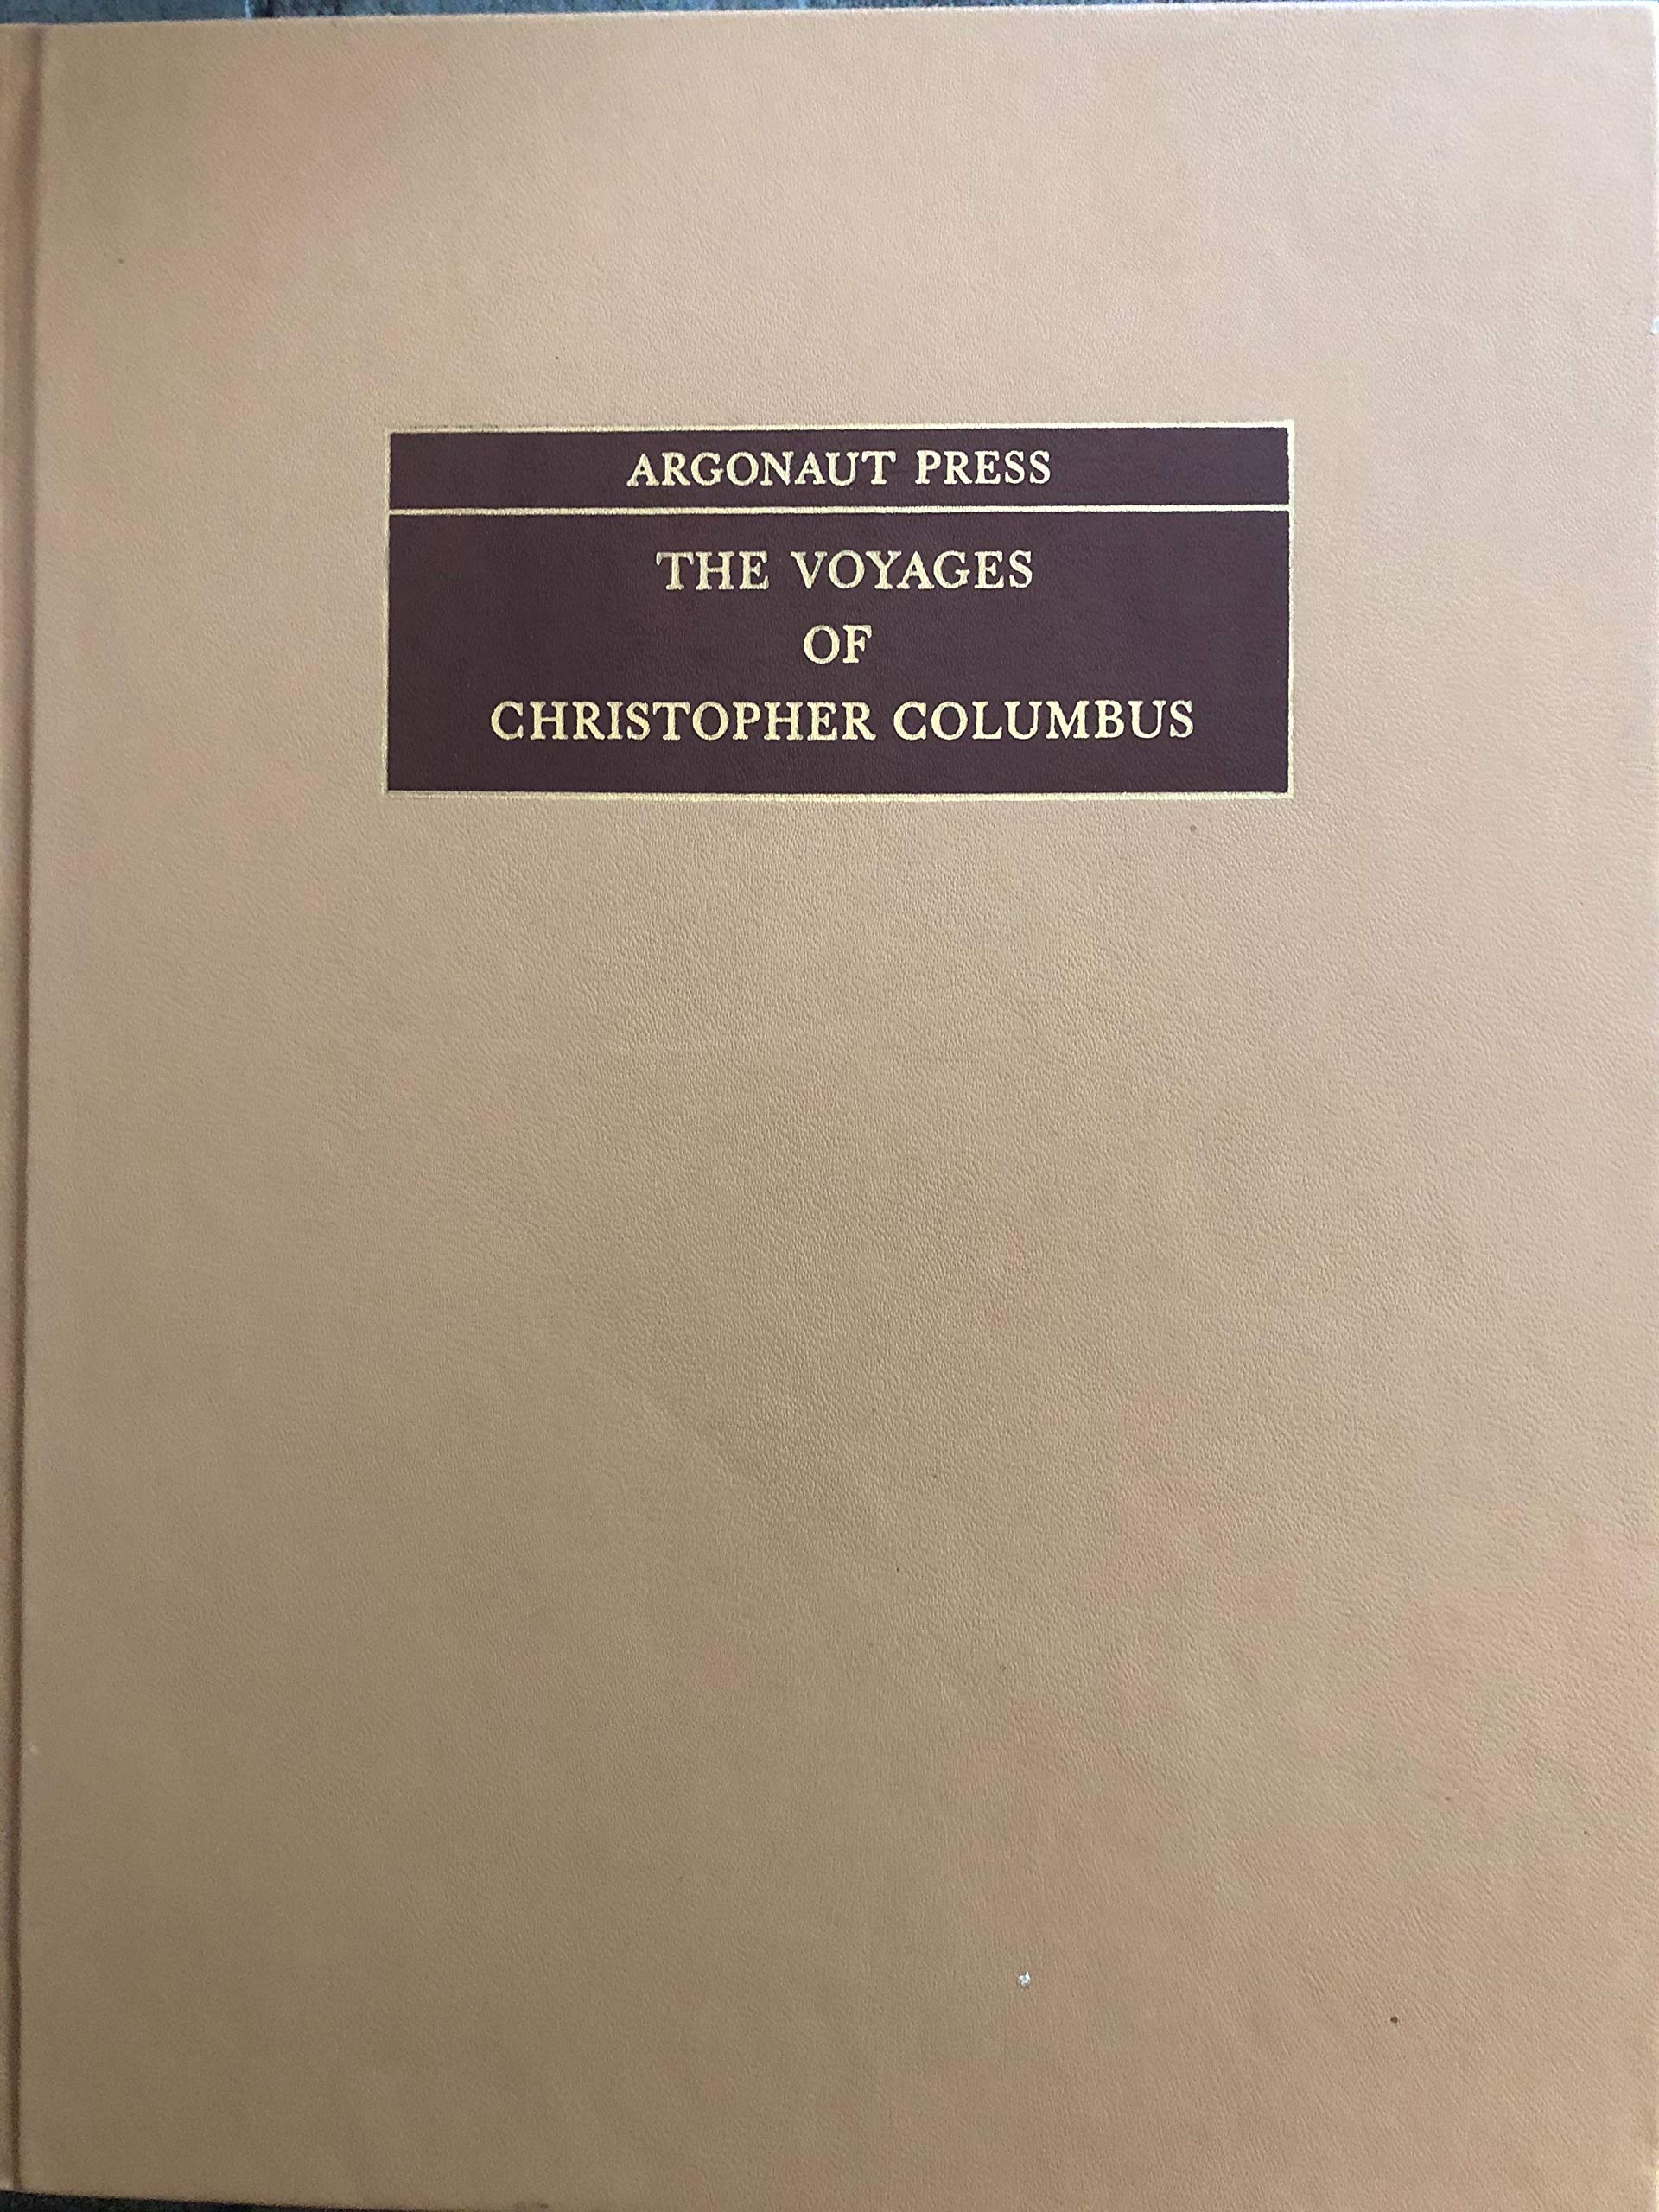 ARGONAUT PRESS
THE VOYAGES
OF
CHRISTOPHER COLUMBUS